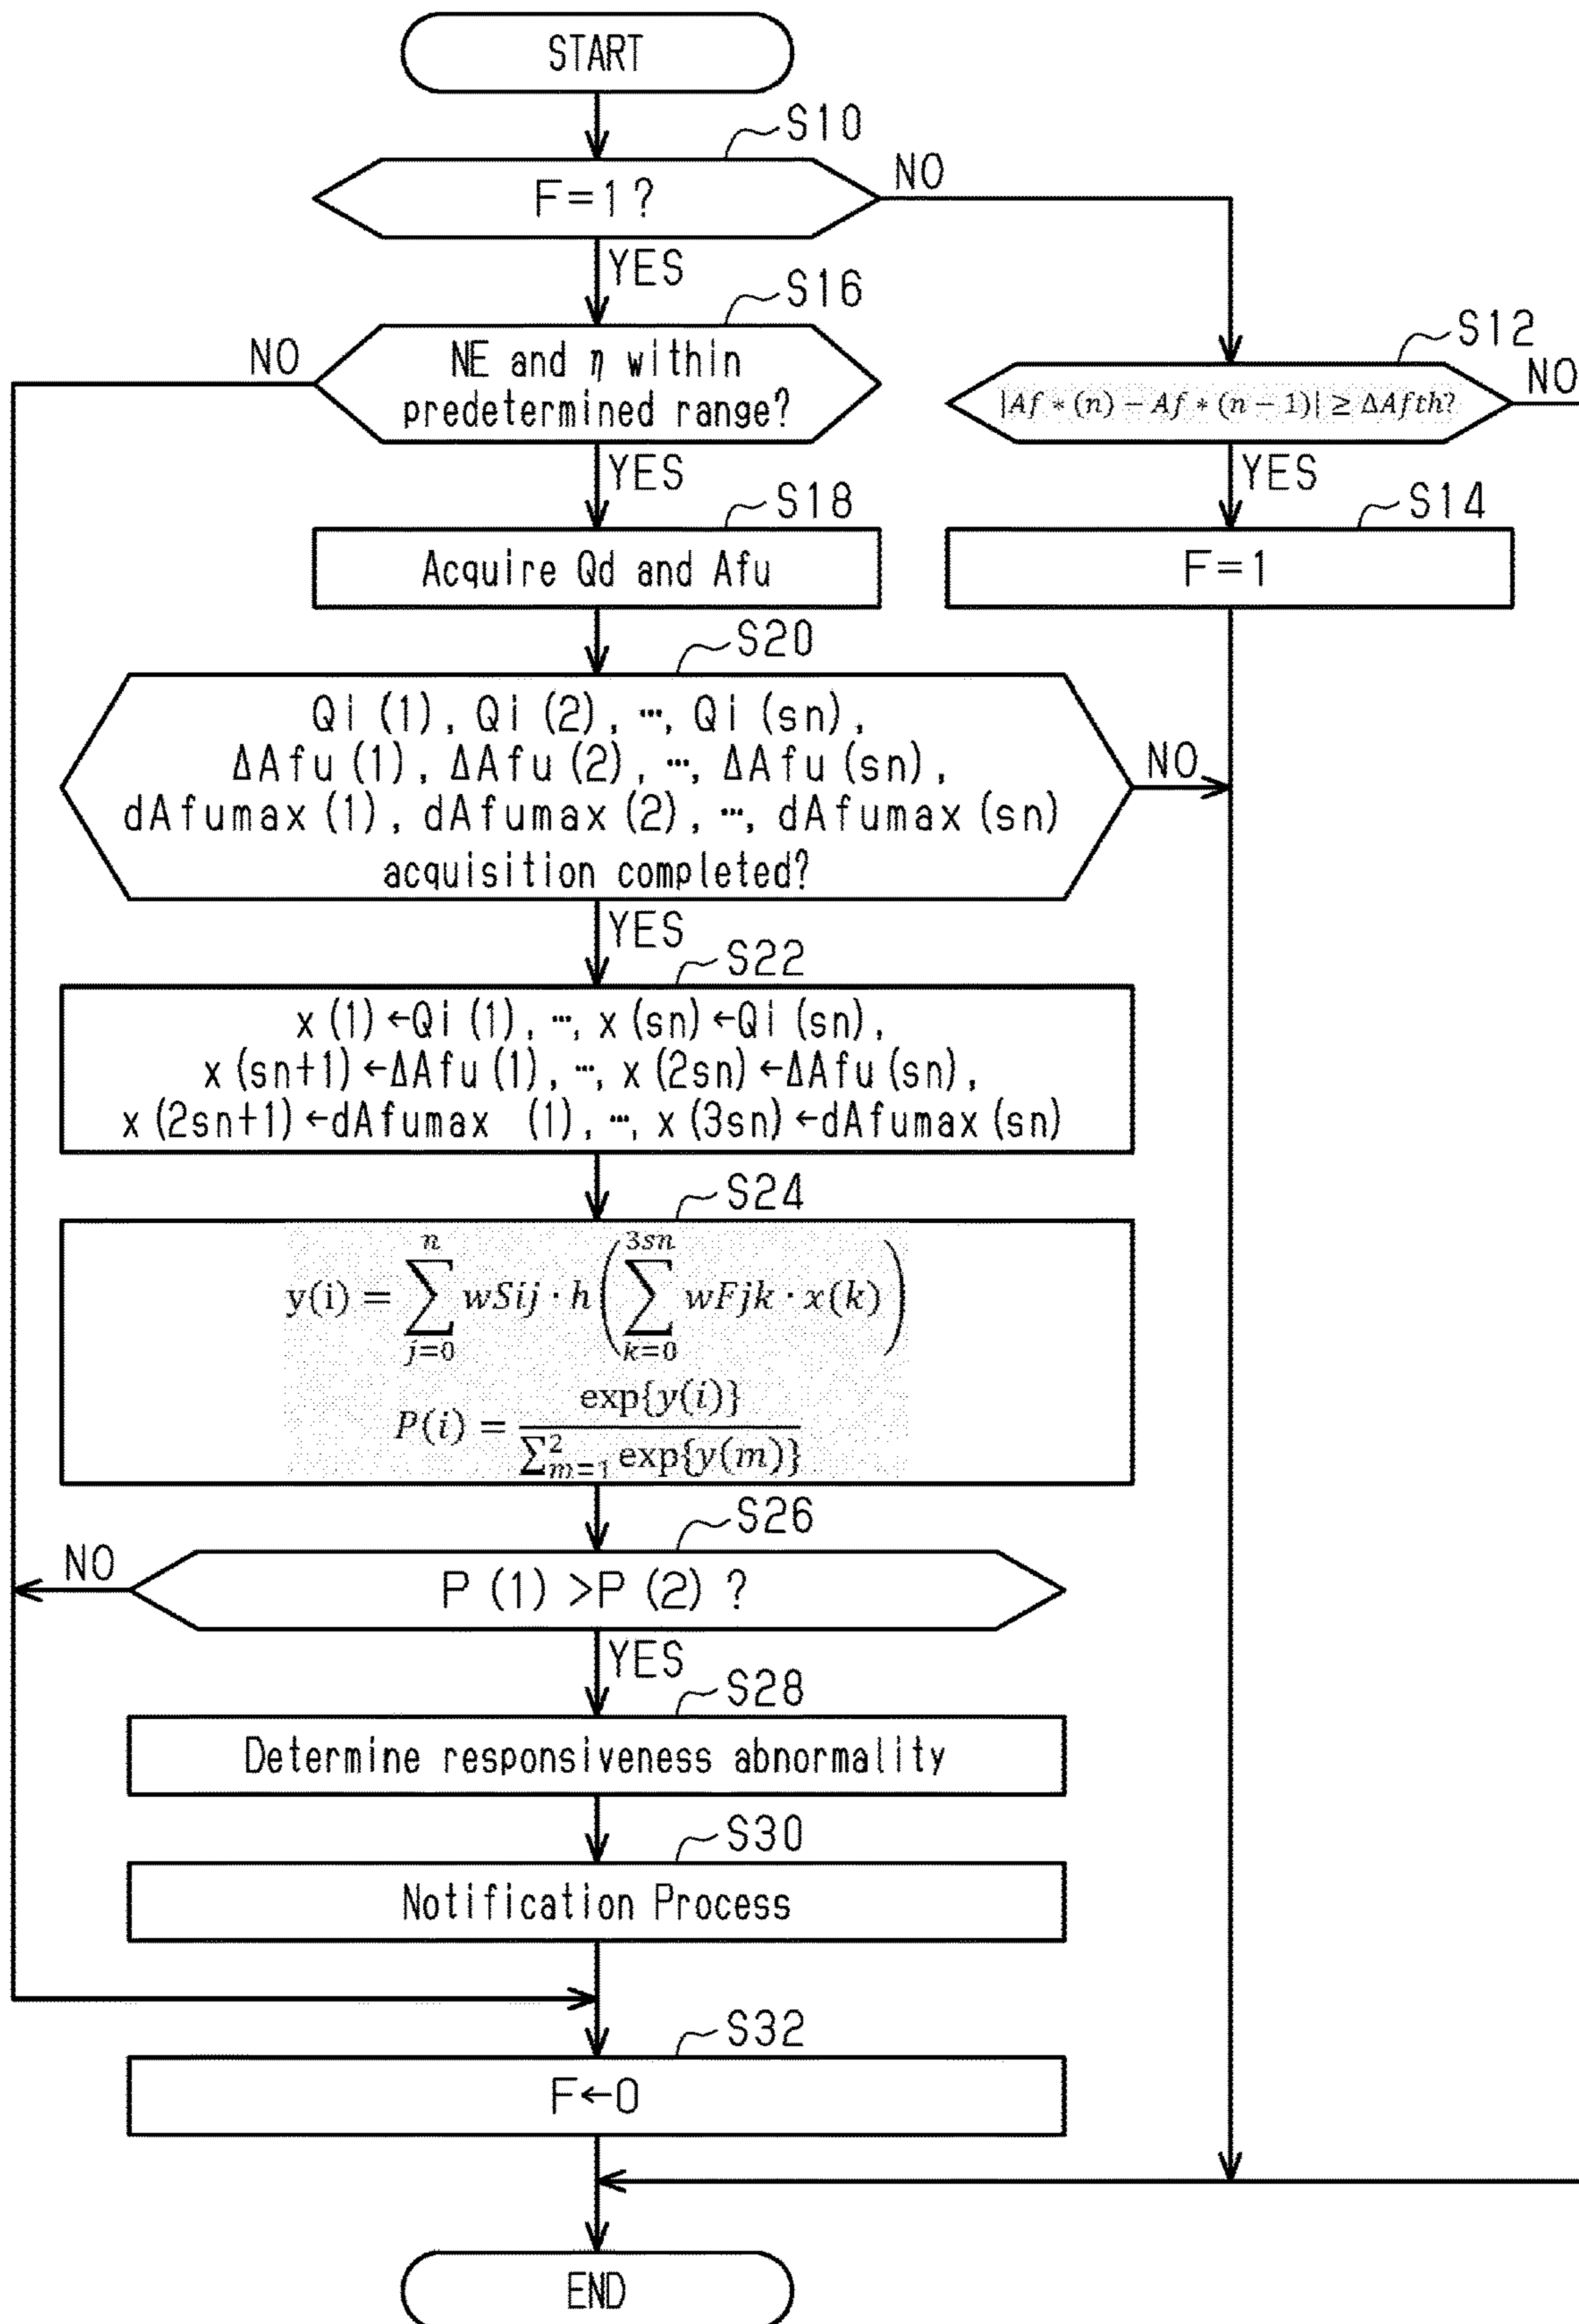 START
S10
F=1?
NO
YES
S16
NO
NE and η within
predetermined range?
S12
NO
|Af*(n)−Af*(n−1)| ≥ ΔAfth?
YES
YES
S18
Acquire Qd and Afu
S14
F=1
S20
Qi(1), Qi(2), …, Qi(sn),
ΔAfu(1), ΔAfu(2), …, ΔAfu(sn),
dAfumax(1), dAfumax(2), …, dAfumax(sn)
acquisition completed?
NO
YES
S22
x(1)←Qi(1), …, x(sn)←Qi(sn),
x(sn+1)←ΔAfu(1), …, x(2sn)←ΔAfu(sn),
x(2sn+1)←dAfumax (1), …, x(3sn)←dAfumax(sn)
S24
y(i) = ∑_{j=0}^{n} wSij · h(∑_{k=0}^{3sn} wFjk · x(k))
P(i) = exp{y(i)} / ∑_{m=1}^{2} exp{y(m)}
S26
NO
P(1)>P(2)?
YES
S28
Determine responsiveness abnormality
S30
Notification Process
S32
F←0
END